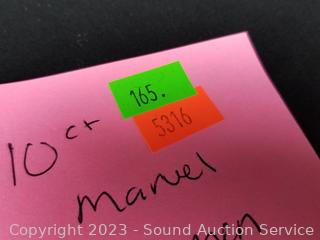 165.
5316
10 ct
Marvel
Copyright © 2023 - Sound Auction Service